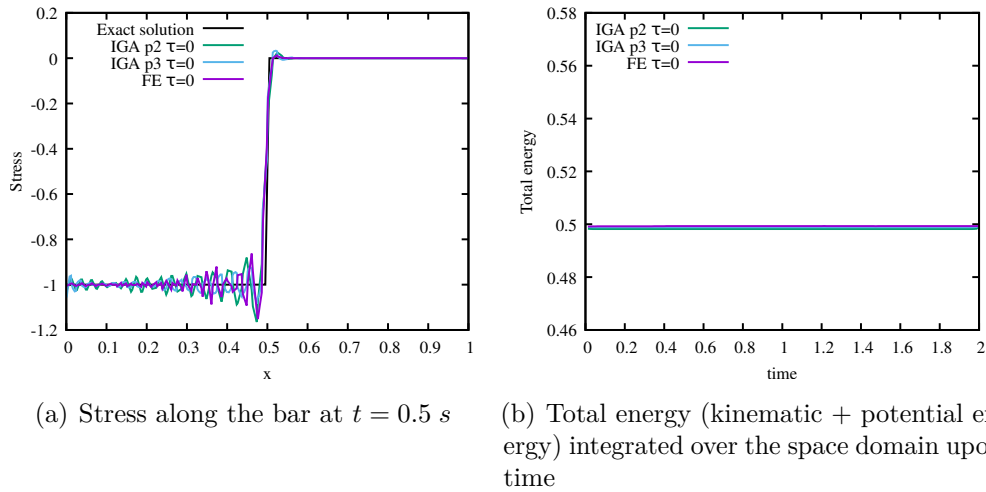 Exact solution
IGA p2 τ=0
IGA p3 τ=0
FE τ=0
0
-0.2
-0.4
-0.6
-0.8
-1
-1.2
Stress
0 0.1 0.2 0.3 0.4 0.5 0.6 0.7 0.8 0.9 1
x
(a) Stress along the bar at t = 0.5 s
IGA p2 τ=0
IGA p3 τ=0
FE τ=0
0.58
0.56
0.54
0.52
0.5
0.48
0.46
Total energy
0 0.2 0.4 0.6 0.8 1 1.2 1.4 1.6 1.8 2
time
(b) Total energy (kinematic + potential en
ergy) integrated over the space domain upo
time